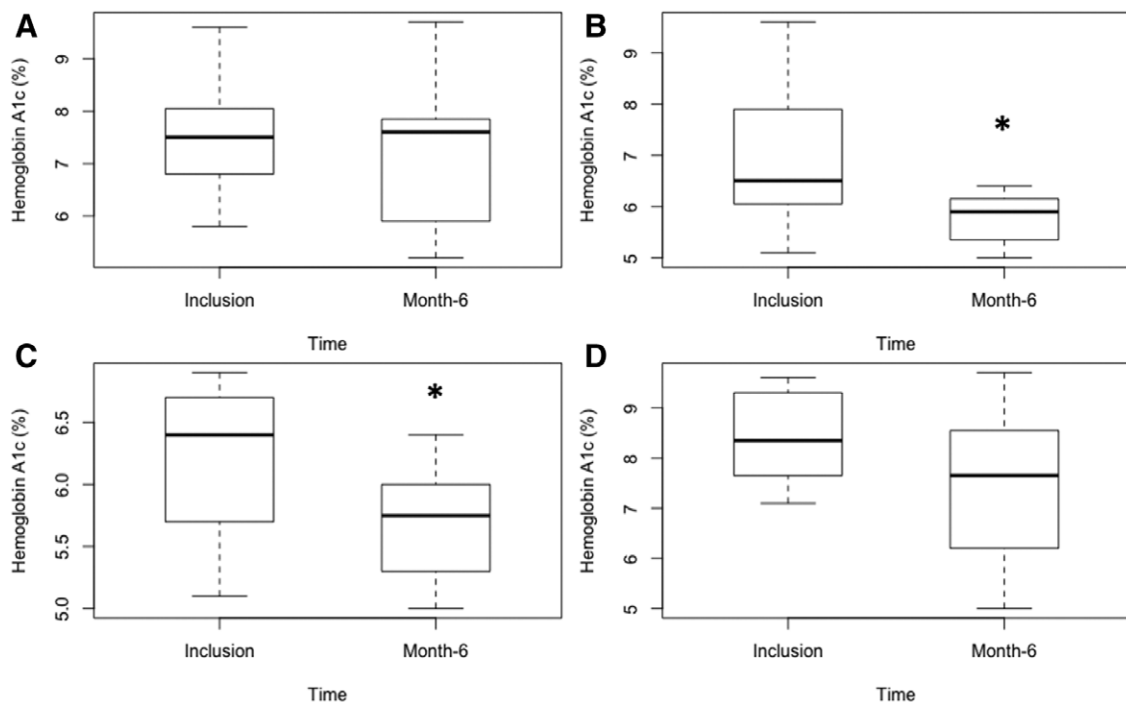 A
Hemoglobin A1c (%)
9
8
7
6
Inclusion
Month-6
Time
B
Hemoglobin A1c (%)
9
8
7
6
5
*
Inclusion
Month-6
Time
C
Hemoglobin A1c (%)
6.5
6.0
5.5
5.0
*
Inclusion
Month-6
Time
D
Hemoglobin A1c (%)
9
8
7
6
5
Inclusion
Month-6
Time